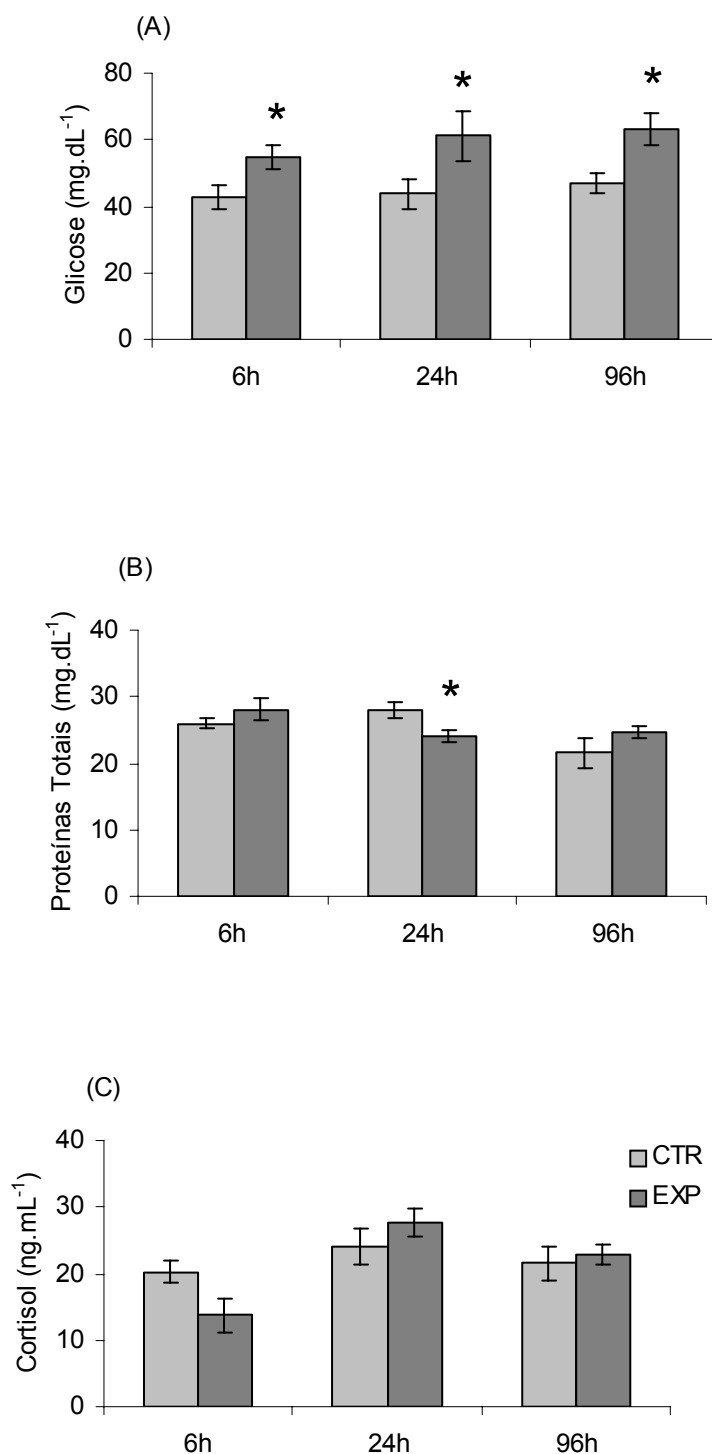 (A)
Glicose (mg.dL⁻¹)
80
60
40
20
0
* * *
6h 24h 96h
(B)
Proteínas Totais (mg.dL⁻¹)
40
30
20
10
0
*
6h 24h 96h
(C)
Cortisol (ng.mL⁻¹)
40
30
20
10
0
CTR
EXP
6h 24h 96h